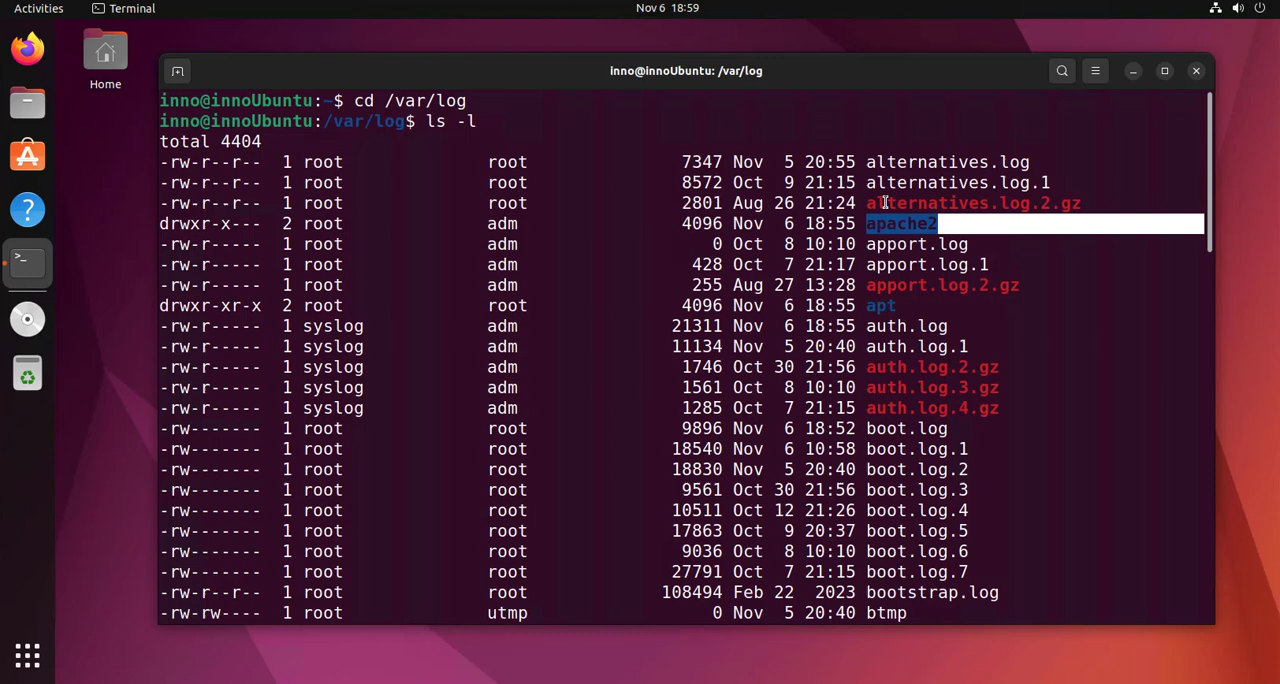 Activities Terminal Nov 6 18:59
Home
inno@innoUbuntu: /var/log
inno@innoUbuntu:~$ cd /var/log
inno@innoUbuntu:/var/log$ ls -l
total 4404
-rw-r--r-- 1 root root 7347 Nov 5 20:55 alternatives.log
-rw-r--r-- 1 root root 8572 Oct 9 21:15 alternatives.log.1
-rw-r--r-- 1 root root 2801 Aug 26 21:24 alternatives.log.2.gz
drwxr-x--- 2 root adm 4096 Nov 6 18:55 apache2
-rw-r----- 1 root adm 0 Oct 8 10:10 apport.log
-rw-r----- 1 root adm 428 Oct 7 21:17 apport.log.1
-rw-r----- 1 root adm 255 Aug 27 13:28 apport.log.2.gz
drwxr-xr-x 2 root root 4096 Nov 6 18:55 apt
-rw-r----- 1 syslog adm 21311 Nov 6 18:55 auth.log
-rw-r----- 1 syslog adm 11134 Nov 5 20:40 auth.log.1
-rw-r----- 1 syslog adm 1746 Oct 30 21:56 auth.log.2.gz
-rw-r----- 1 syslog adm 1561 Oct 8 10:10 auth.log.3.gz
-rw-r----- 1 syslog adm 1285 Oct 7 21:15 auth.log.4.gz
-rw------- 1 root root 9896 Nov 6 18:52 boot.log
-rw------- 1 root root 18540 Nov 6 10:58 boot.log.1
-rw------- 1 root root 18830 Nov 5 20:40 boot.log.2
-rw------- 1 root root 9561 Oct 30 21:56 boot.log.3
-rw------- 1 root root 10511 Oct 12 21:26 boot.log.4
-rw------- 1 root root 17863 Oct 9 20:37 boot.log.5
-rw------- 1 root root 9036 Oct 8 10:10 boot.log.6
-rw------- 1 root root 27791 Oct 7 21:15 boot.log.7
-rw-r--r-- 1 root root 108494 Feb 22 2023 bootstrap.log
-rw-rw---- 1 root utmp 0 Nov 5 20:40 btmp